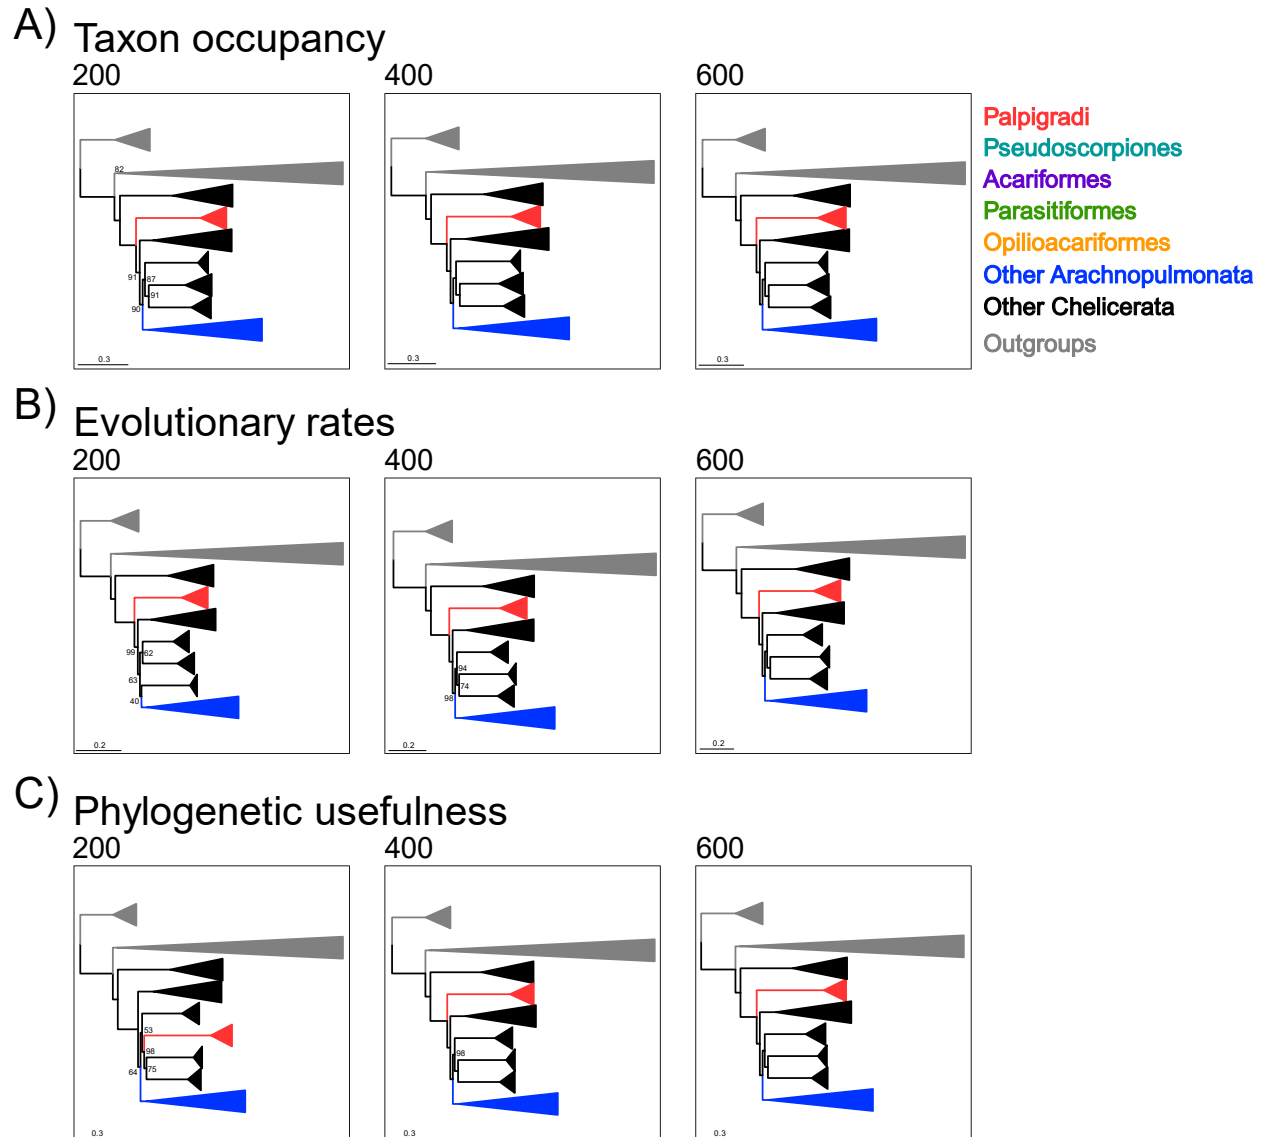 A) Taxon occupancy
200 400 600
82
91
87
91
90
0.3 0.3 0.3
Palpigradi
Pseudoscorpiones
Acariformes
Parasitiformes
Opilioacariformes
Other Arachnopulmonata
Other Chelicerata
Outgroups
B) Evolutionary rates
200 400 600
99 62
63
40
94
74
98
0.2 0.2 0.2
C) Phylogenetic usefulness
200 400 600
53
98
64 75
98
0.3 0.3 0.3